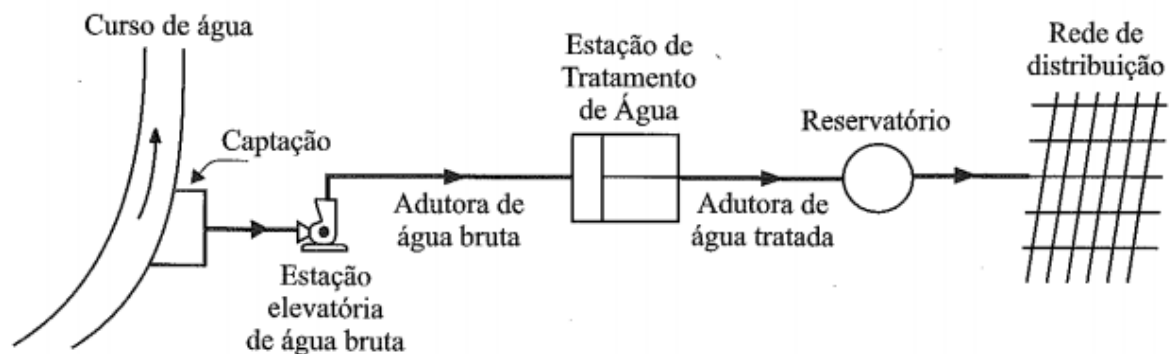 Curso de água
Captação
Estação
elevatória
de água bruta
Adutora de
água bruta
Estação de
Tratamento
de Água
Adutora de
água tratada
Reservatório
Rede de
distribuição